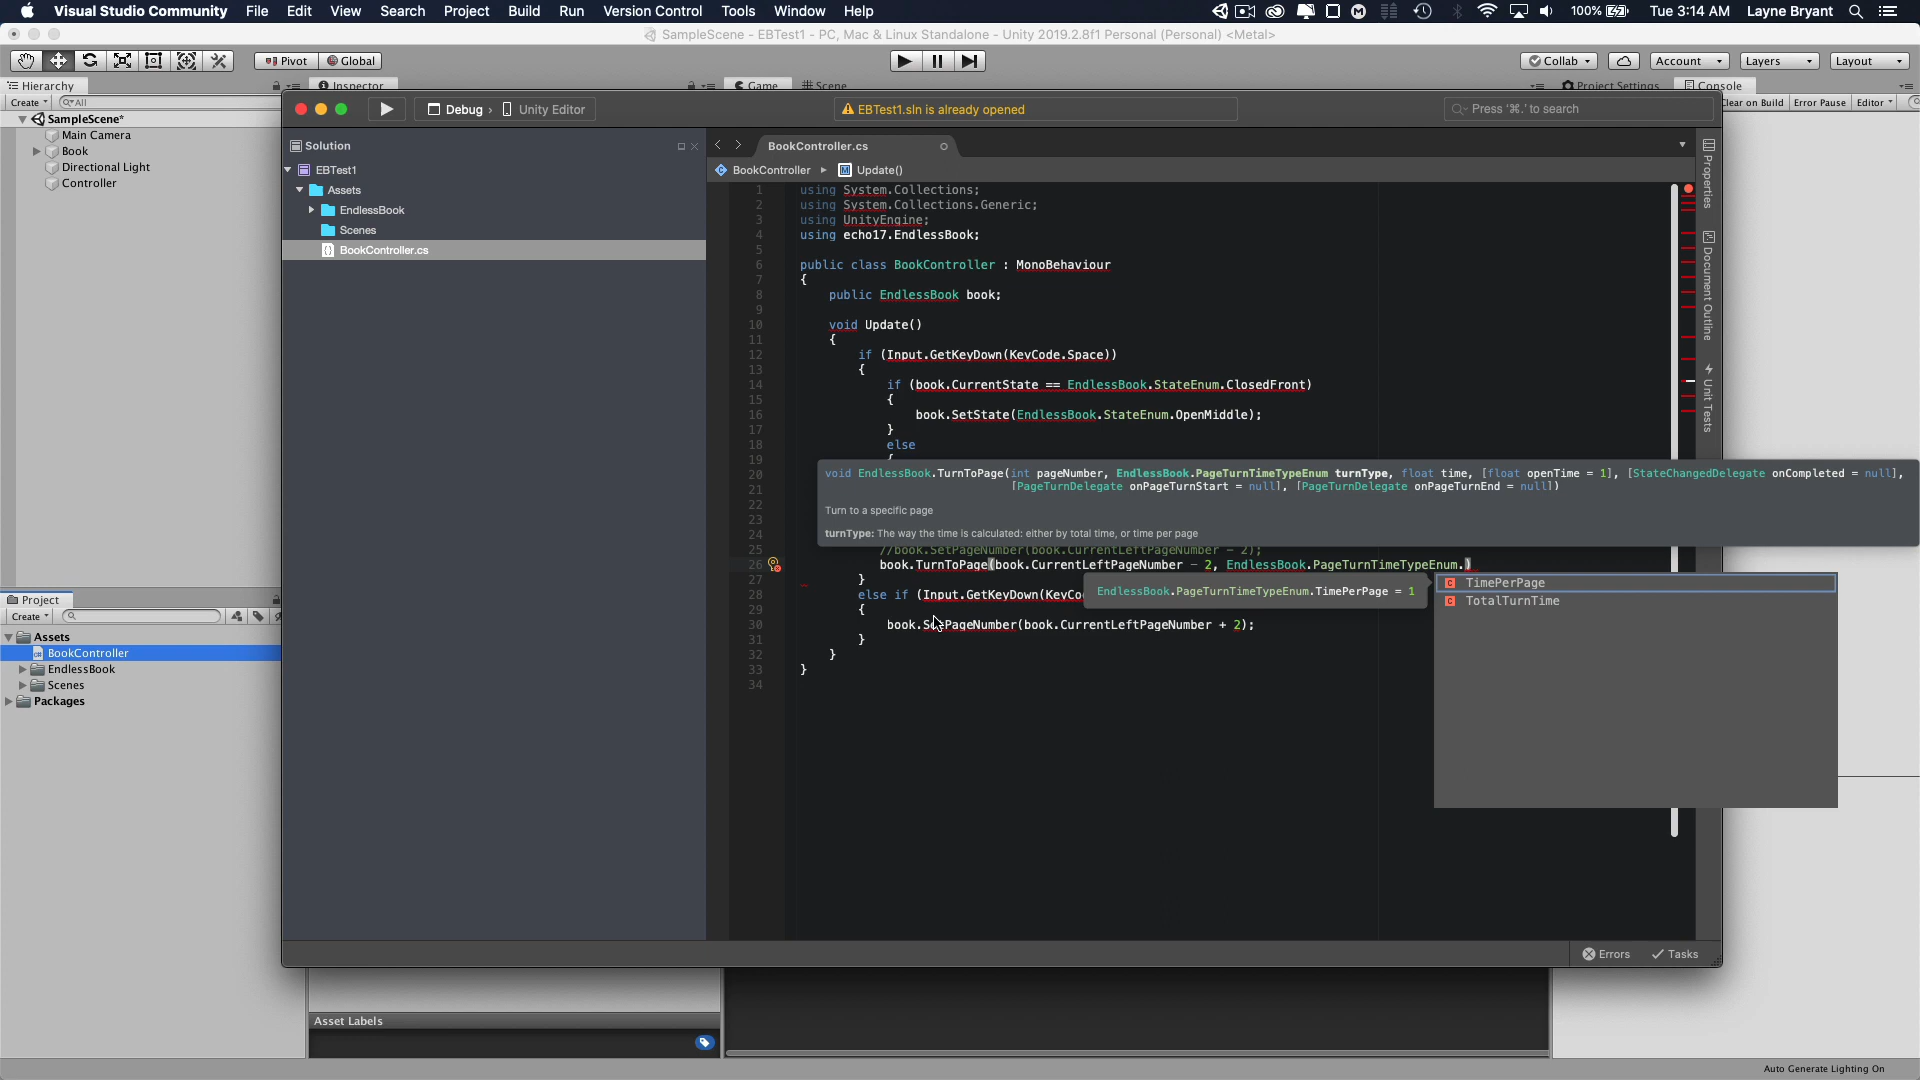 Visual Studio Community File Edit View Search Project Build Run Version Control Tools Window Help
100% Tue 3:14 AM Layne Bryant
SampleScene - EBTest1 - PC, Mac & Linux Standalone - Unity 2019.2.8f1 Personal (Personal) <Metal>
Pivot Global
Collab Account Layers Layout
Hierarchy
Inspector
Game Scene
Project Settings Console
Create All
Clear on Build Error Pause Editor
SampleScene*
Main Camera
Book
Directional Light
Controller
Debug › Unity Editor
EBTest1.sln is already opened
Press '⌘.' to search
Solution
EBTest1
Assets
EndlessBook
Scenes
BookController.cs
BookController.cs
BookController ▸ M Update()
Properties
Document Outline
Unit Tests
1 using System.Collections;
2 using System.Collections.Generic;
3 using UnityEngine;
4 using echo17.EndlessBook;
5
6 public class BookController : MonoBehaviour
7 {
8 public EndlessBook book;
9
10 void Update()
11 {
12 if (Input.GetKeyDown(KeyCode.Space))
13 {
14 if (book.CurrentState == EndlessBook.StateEnum.ClosedFront)
15 {
16 book.SetState(EndlessBook.StateEnum.OpenMiddle);
17 }
18 else
19 {
20
21
22
23
24
void EndlessBook.TurnToPage(int pageNumber, EndlessBook.PageTurnTimeTypeEnum turnType, float time, [float openTime = 1], [StateChangedDelegate onCompleted = null],
[PageTurnDelegate onPageTurnStart = null], [PageTurnDelegate onPageTurnEnd = null])
Turn to a specific page
turnType: The way the time is calculated: either by total time, or time per page
25 //book.SetPageNumber(book.CurrentLeftPageNumber - 2);
26 book.TurnToPage(book.CurrentLeftPageNumber - 2, EndlessBook.PageTurnTimeTypeEnum.)
27 }
28 else if (Input.GetKeyDown(KeyCo
29 {
30 book.SetPageNumber(book.CurrentLeftPageNumber + 2);
31 }
32 }
33 }
34
EndlessBook.PageTurnTimeTypeEnum.TimePerPage = 1
TimePerPage
TotalTurnTime
Errors Tasks
Project
Create
Assets
BookController
EndlessBook
Scenes
Packages
Asset Labels
Auto Generate Lighting On